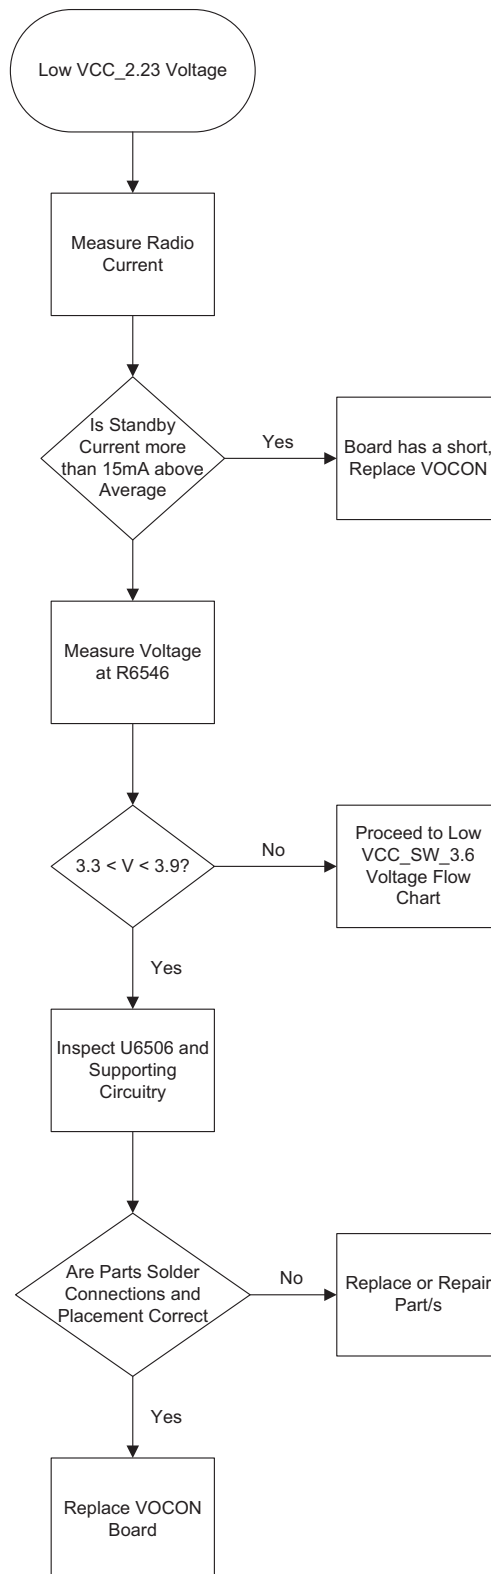 Low VCC_2.23 Voltage
Measure Radio
Current
Is Standby
Current more
than 15mA above
Average
Yes
Board has a short,
Replace VOCON
Measure Voltage
at R6546
3.3 < V < 3.9?
No
Proceed to Low
VCC_SW_3.6
Voltage Flow
Chart
Yes
Inspect U6506 and
Supporting
Circuitry
Are Parts Solder
Connections and
Placement Correct
No
Replace or Repair
Part/s
Yes
Replace VOCON
Board